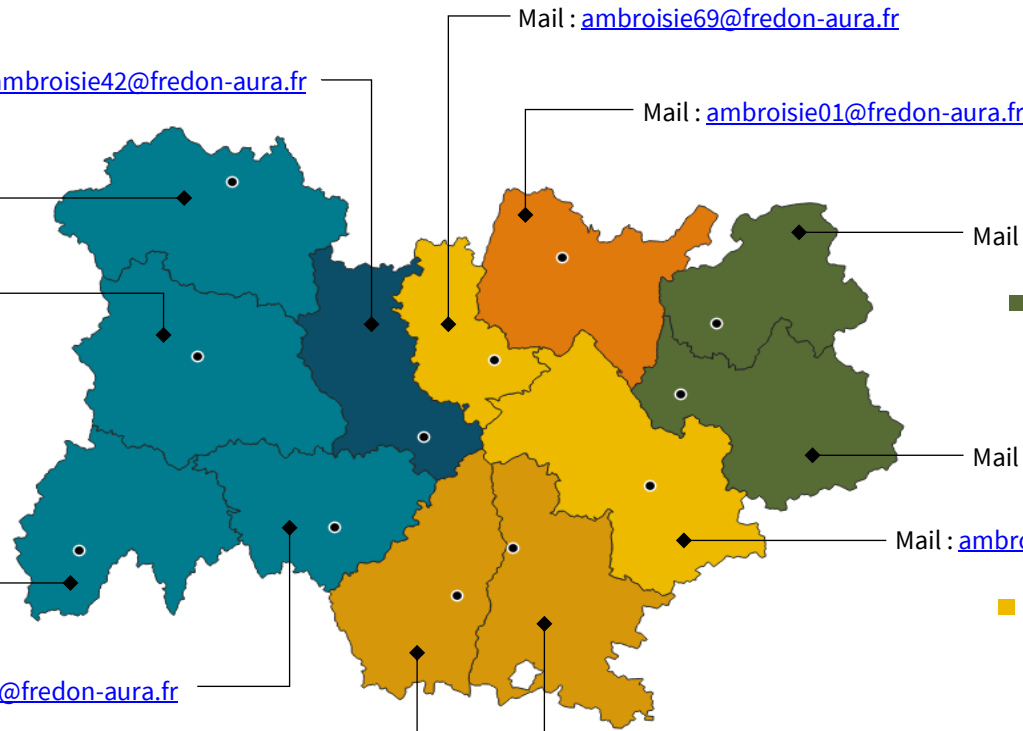 Mail : ambroisie69@fredon-aura.fr
ambroisie42@fredon-aura.fr
Mail : ambroisie01@fredon-aura.fr
Mail
Mail
Mail : ambro
@fredon-aura.fr